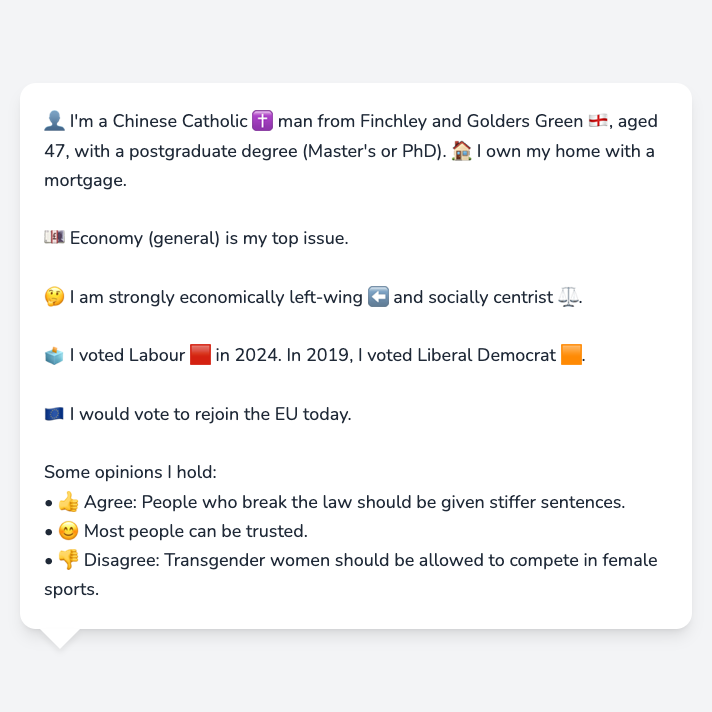 👤 I'm a Chinese Catholic ✝️ man from Finchley and Golders Green 🏴󠁧󠁢󠁥󠁮󠁧󠁿, aged
47, with a postgraduate degree (Master's or PhD). 🏠 I own my home with a
mortgage.
💷 Economy (general) is my top issue.
🤔 I am strongly economically left-wing ⬅️ and socially centrist ⚖️.
🗳️ I voted Labour 🟥 in 2024. In 2019, I voted Liberal Democrat 🟧.
🇪🇺 I would vote to rejoin the EU today.
Some opinions I hold:
• 👍 Agree: People who break the law should be given stiffer sentences.
• 😊 Most people can be trusted.
• 👎 Disagree: Transgender women should be allowed to compete in female
sports.